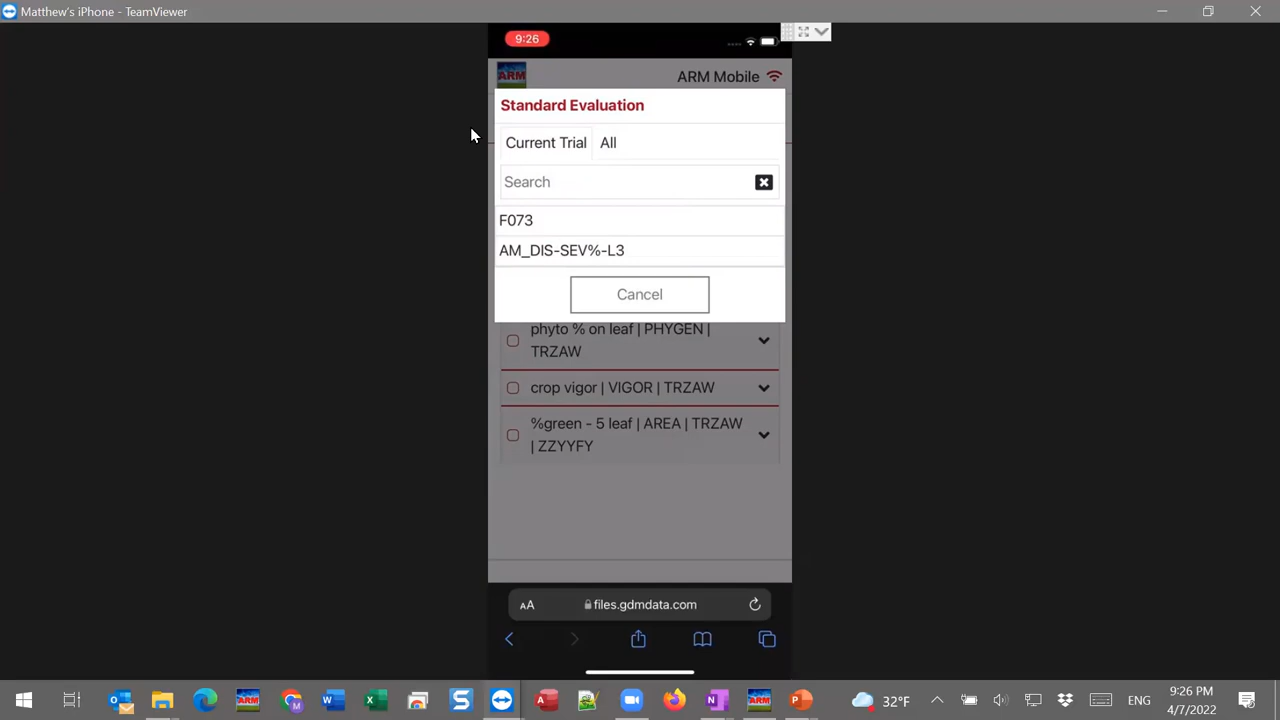 Matthew's iPhone - TeamViewer
9:26
ARM
ARM Mobile
Standard Evaluation
Current Trial All
Search
F073
AM_DIS-SEV%-L3
Cancel
phyto % on leaf | PHYGEN |
TRZAW
crop vigor | VIGOR | TRZAW
%green - 5 leaf | AREA | TRZAW
| ZZYYFY
AA files.gdmdata.com
32°F
ENG
9:26 PM
4/7/2022